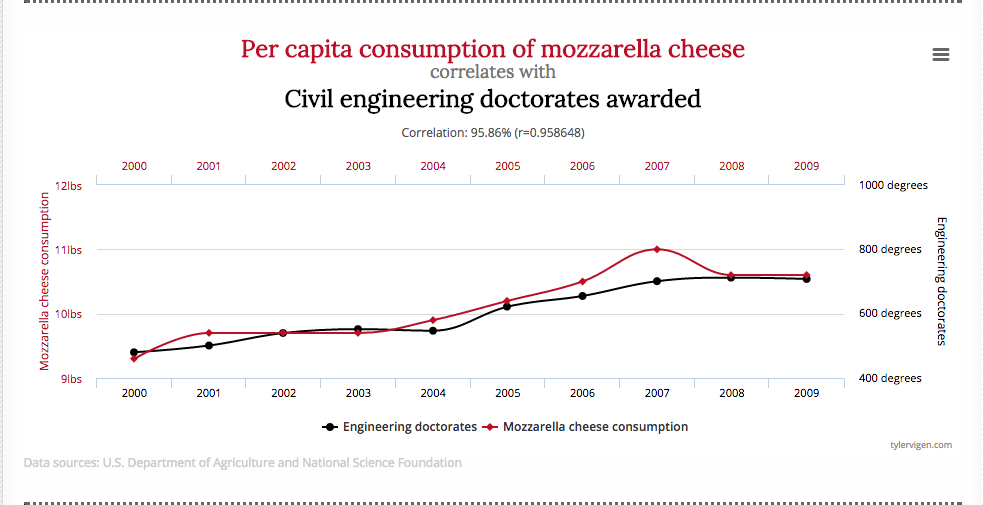 Per capita consumption of mozzarella cheese
correlates with
Civil engineering doctorates awarded
Correlation: 95.86% (r=0.958648)
2000 2001 2002 2003 2004 2005 2006 2007 2008 2009
12lbs
11lbs
10lbs
9lbs
Mozzarella cheese consumption
1000 degrees
800 degrees
600 degrees
400 degrees
Engineering doctorates
2000 2001 2002 2003 2004 2005 2006 2007 2008 2009
Engineering doctorates Mozzarella cheese consumption
tylervigen.com
Data sources: U.S. Department of Agriculture and National Science Foundation